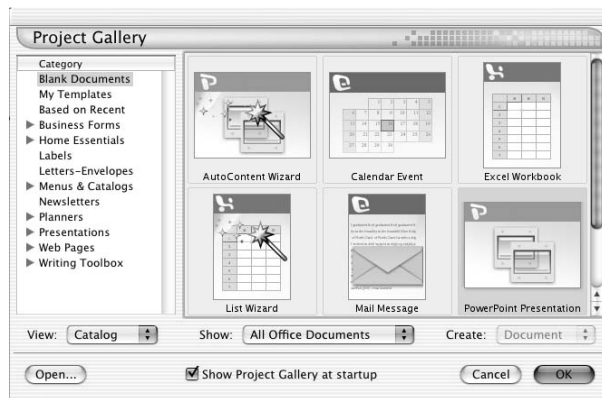 Project Gallery
Category
Blank Documents
My Templates
Based on Recent
Business Forms
Home Essentials
Labels
Letters-Envelopes
Menus & Catalogs
Newsletters
Planners
Presentations
Web Pages
Writing Toolbox
AutoContent Wizard
Calendar Event
Excel Workbook
List Wizard
Mail Message
PowerPoint Presentation
View: Catalog
Show: All Office Documents
Create: Document
Open...
Show Project Gallery at startup
Cancel
OK